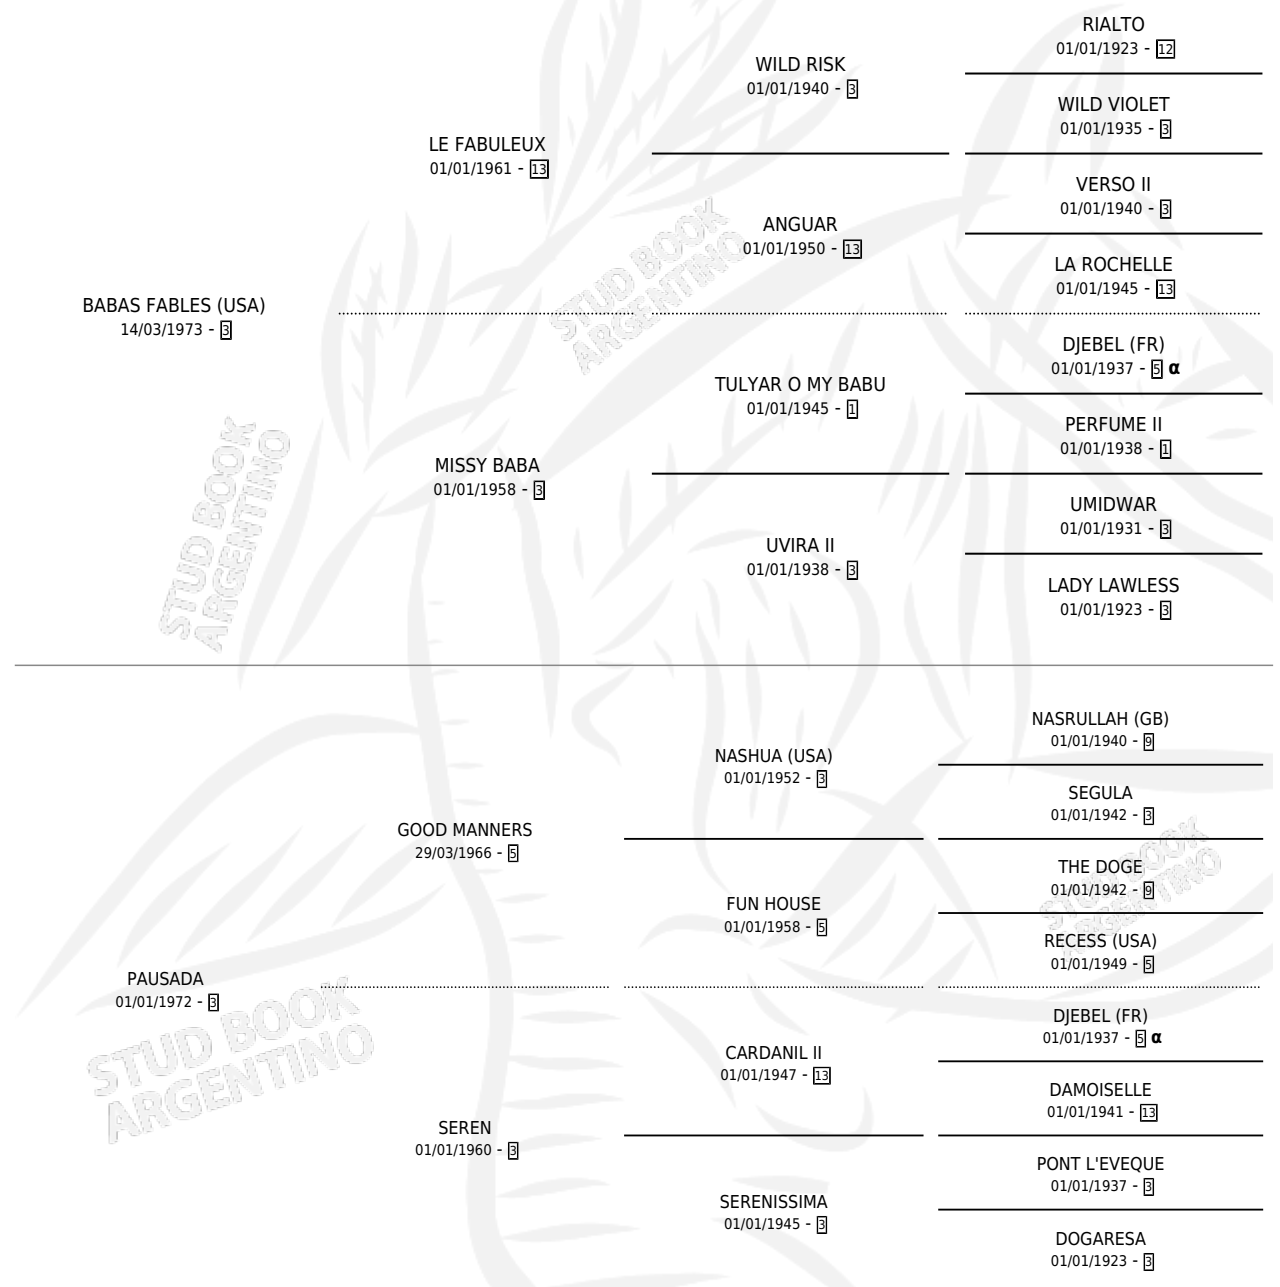 RIALTO
01/01/1923 - 12
WILD RISK
01/01/1940 - 3
WILD VIOLET
01/01/1935 - 3
LE FABULEUX
01/01/1961 - 13
VERSO II
01/01/1940 - 3
ANGUAR
01/01/1950 - 13
LA ROCHELLE
01/01/1945 - 13
BABAS FABLES (USA)
14/03/1973 - 3
DJEBEL (FR)
01/01/1937 - 5 α
TULYAR O MY BABU
01/01/1945 - 1
PERFUME II
01/01/1938 - 1
MISSY BABA
01/01/1958 - 3
UMIDWAR
01/01/1931 - 3
UVIRA II
01/01/1938 - 3
LADY LAWLESS
01/01/1923 - 3
NASRULLAH (GB)
01/01/1940 - 9
NASHUA (USA)
01/01/1952 - 3
SEGULA
01/01/1942 - 3
GOOD MANNERS
29/03/1966 - 5
THE DOGE
01/01/1942 - 9
FUN HOUSE
01/01/1958 - 5
RECESS (USA)
01/01/1949 - 5
PAUSADA
01/01/1972 - 3
DJEBEL (FR)
01/01/1937 - 5 α
CARDANIL II
01/01/1947 - 13
DAMOISELLE
01/01/1941 - 13
SEREN
01/01/1960 - 3
PONT L'EVEQUE
01/01/1937 - 3
SERENISSIMA
01/01/1945 - 3
DOGARESA
01/01/1923 - 3
STUD BOOK
ARGENTINO
STUD BOOK
ARGENTINO
STUD BOOK
ARGENTINO
STUD BOOK
ARGENTINO